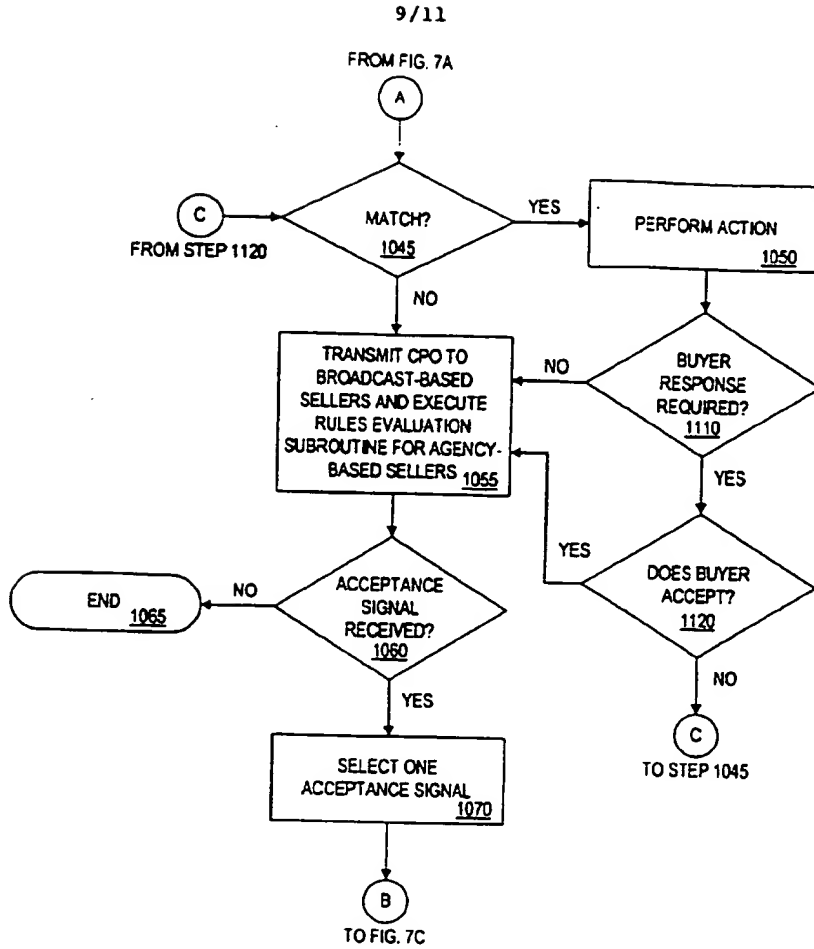 9/11
FROM FIG. 7A
A
C
FROM STEP 1120
MATCH?
1045
YES
NO
PERFORM ACTION
1050
TRANSMIT CPO TO
BROADCAST-BASED
SELLERS AND EXECUTE
RULES EVALUATION
SUBROUTINE FOR AGENCY-
BASED SELLERS
1055
NO
BUYER
RESPONSE
REQUIRED?
1110
YES
YES
DOES BUYER
ACCEPT?
1120
NO
C
TO STEP 1045
ACCEPTANCE
SIGNAL
RECEIVED?
1060
NO
END
1065
YES
SELECT ONE
ACCEPTANCE SIGNAL
1070
B
TO FIG. 7C